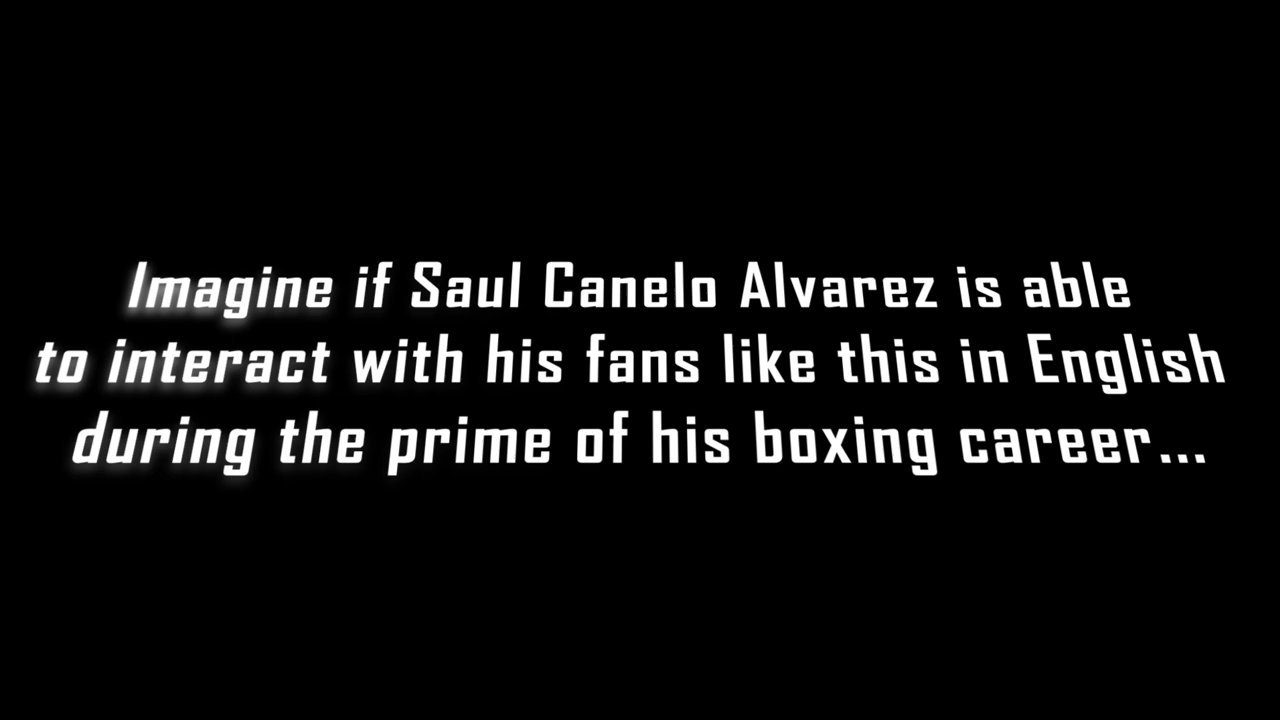 Imagine if Saul Canelo Alvarez is able
to interact with his fans like this in English
during the prime of his boxing career...